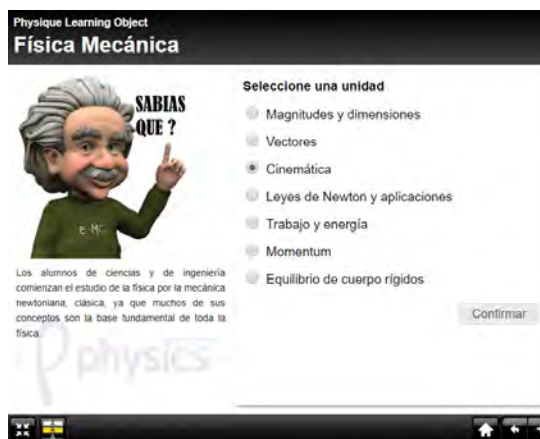 Physique Learning Object
Física Mecánica
SABIAS
QUE ?
E=MC
Los alumnos de ciencias y de ingeniería
comienzan el estudio de la física por la mecánica
newtoniana, clásica, ya que muchos de sus
conceptos son la base fundamental de toda la
física.
physics
Seleccione una unidad
Magnitudes y dimensiones
Vectores
Cinemática
Leyes de Newton y aplicaciones
Trabajo y energía
Momentum
Equilibrio de cuerpo rígidos
Confirmar